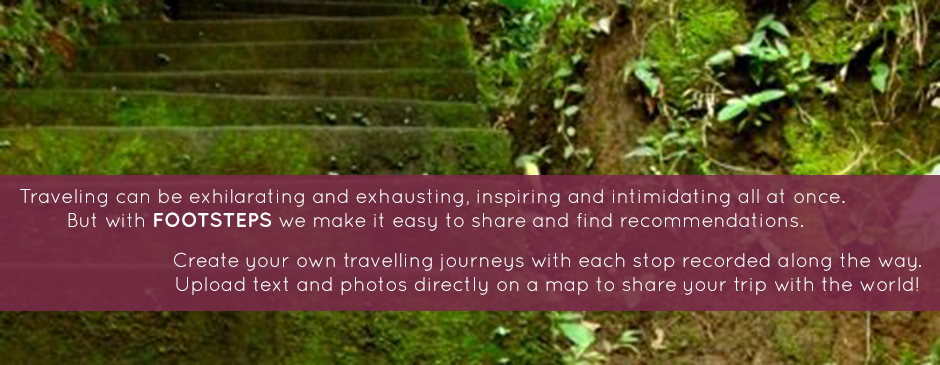 Traveling can be exhilarating and exhausting, inspiring and intimidating all at once.
But with FOOTSTEPS we make it easy to share and find recommendations.
Create your own travelling journeys with each stop recorded along the way.
Upload text and photos directly on a map to share your trip with the world!